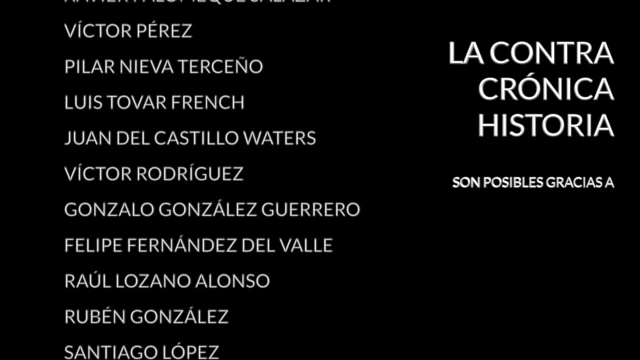 VÍCTOR PÉREZ
PILAR NIEVA TERCEÑO
LUIS TOVAR FRENCH
JUAN DEL CASTILLO WATERS
VÍCTOR RODRÍGUEZ
GONZALO GONZÁLEZ GUERRERO
FELIPE FERNÁNDEZ DEL VALLE
RAÚL LOZANO ALONSO
RUBÉN GONZÁLEZ
SANTIAGO LÓPEZ
LA CONTRA
CRÓNICA
HISTORIA
SON POSIBLES GRACIAS A